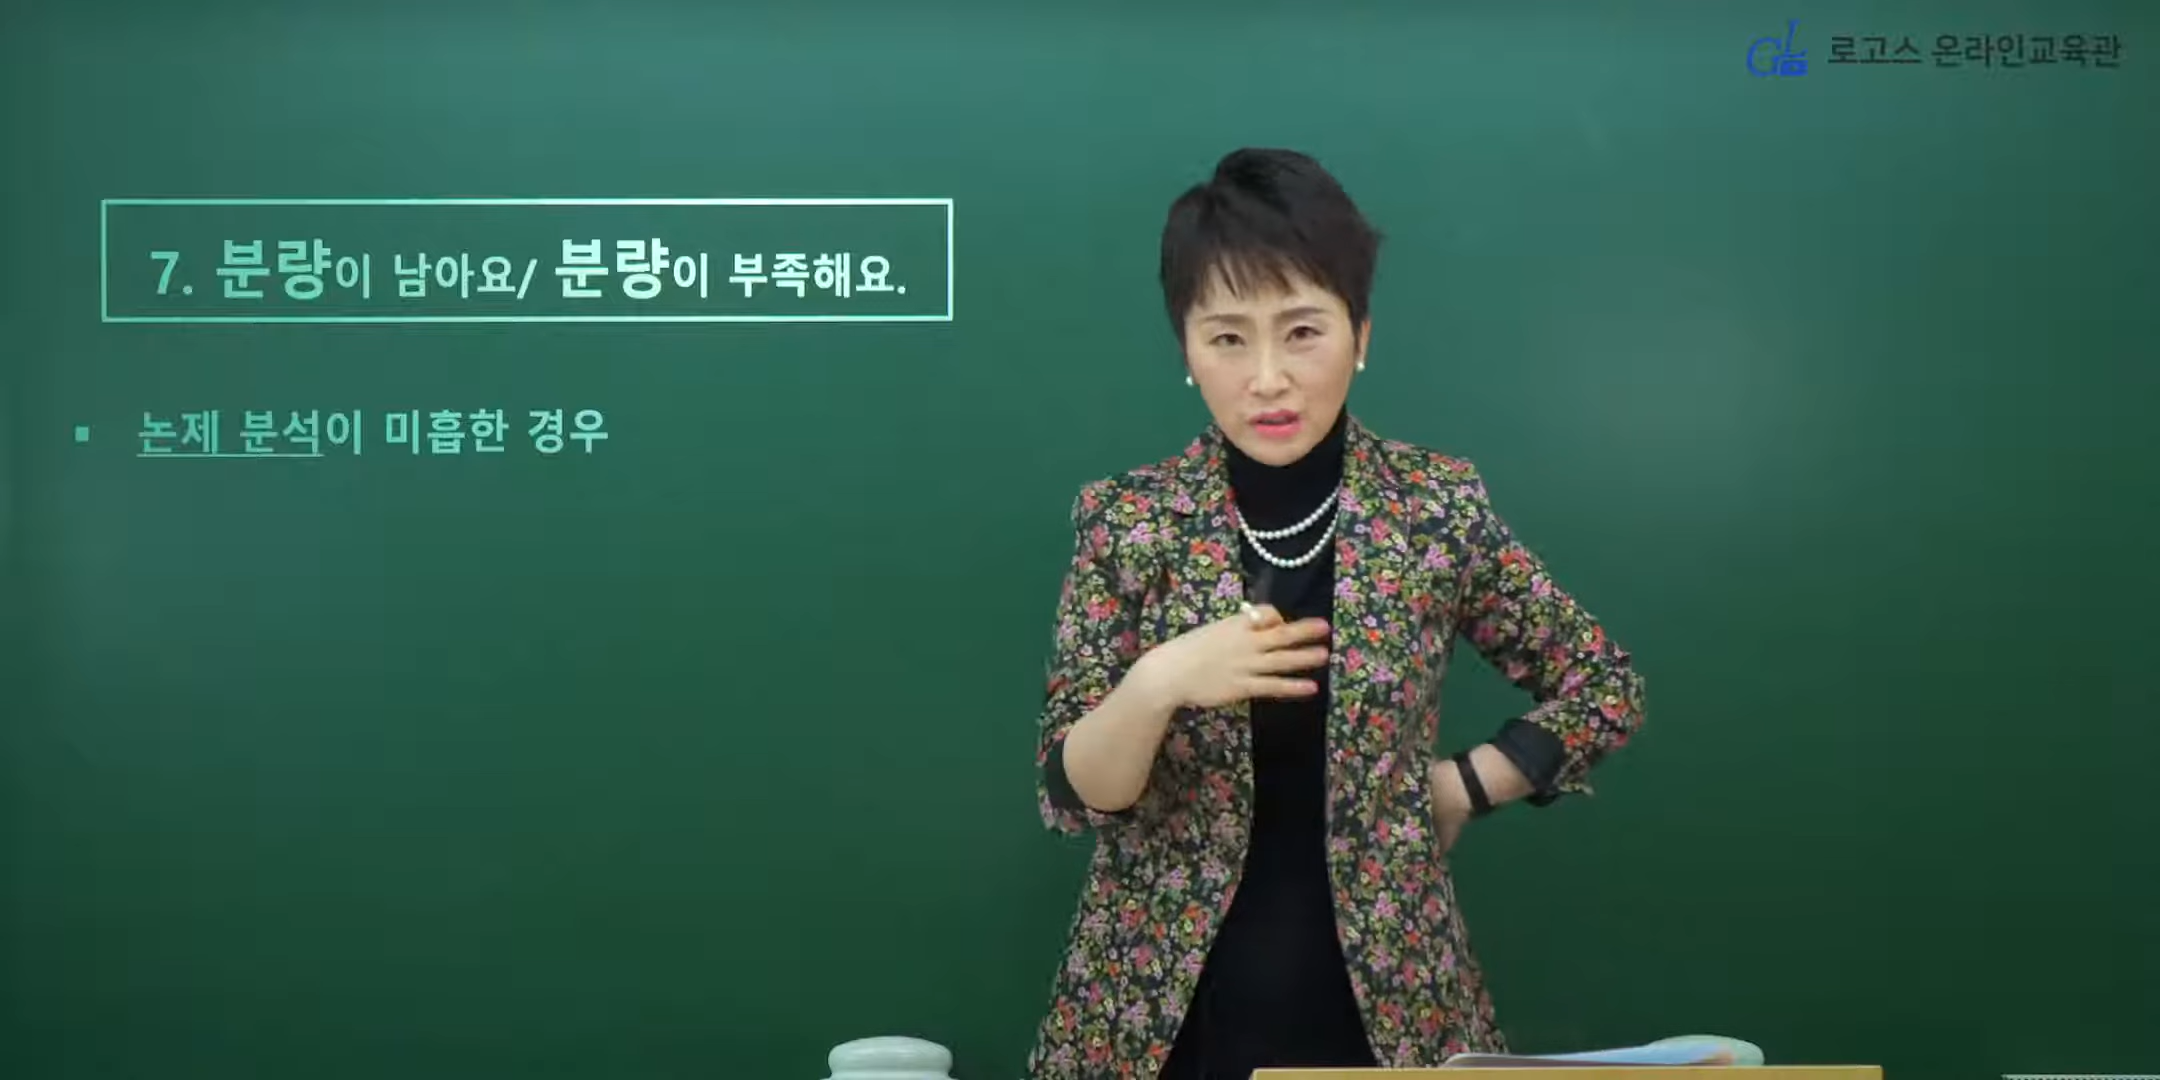 로고스 온라인교육관
7. 분량이 남아요/ 분량이 부족해요.
▪ 논제 분석이 미흡한 경우